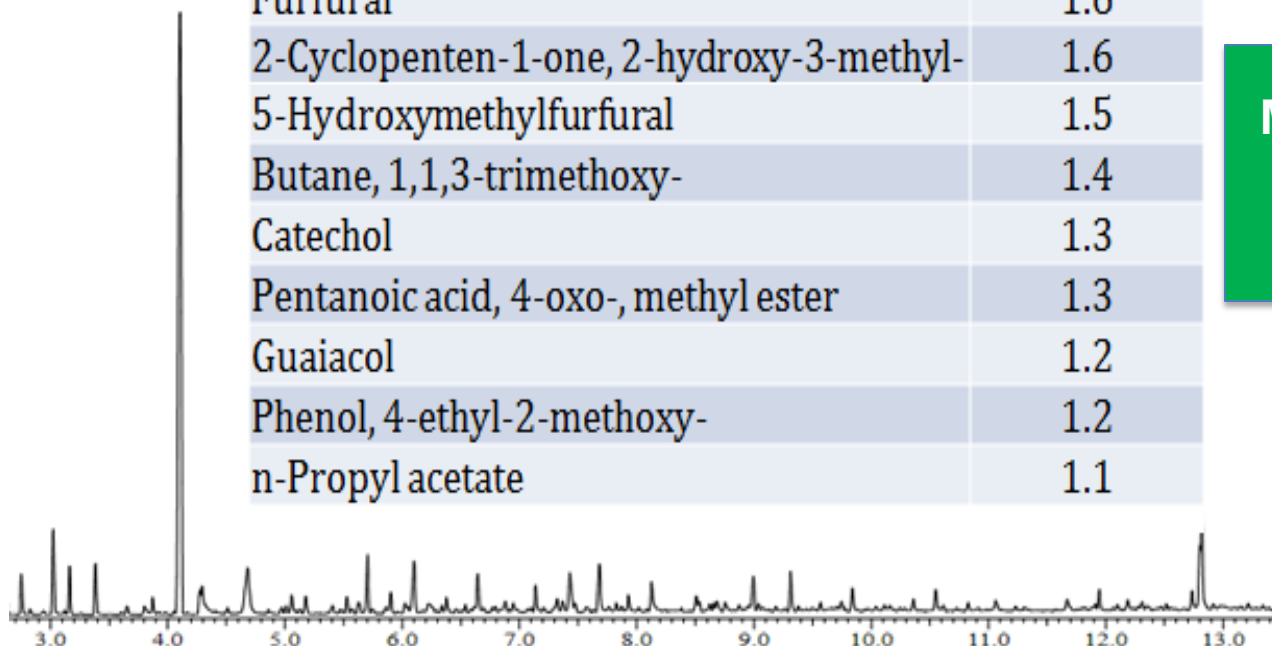 Furfural 1.6
2-Cyclopenten-1-one, 2-hydroxy-3-methyl- 1.6
5-Hydroxymethylfurfural 1.5
Butane, 1,1,3-trimethoxy- 1.4
Catechol 1.3
Pentanoic acid, 4-oxo-, methyl ester 1.3
Guaiacol 1.2
Phenol, 4-ethyl-2-methoxy- 1.2
n-Propyl acetate 1.1
3.0 4.0 5.0 6.0 7.0 8.0 9.0 10.0 11.0 12.0 13.0